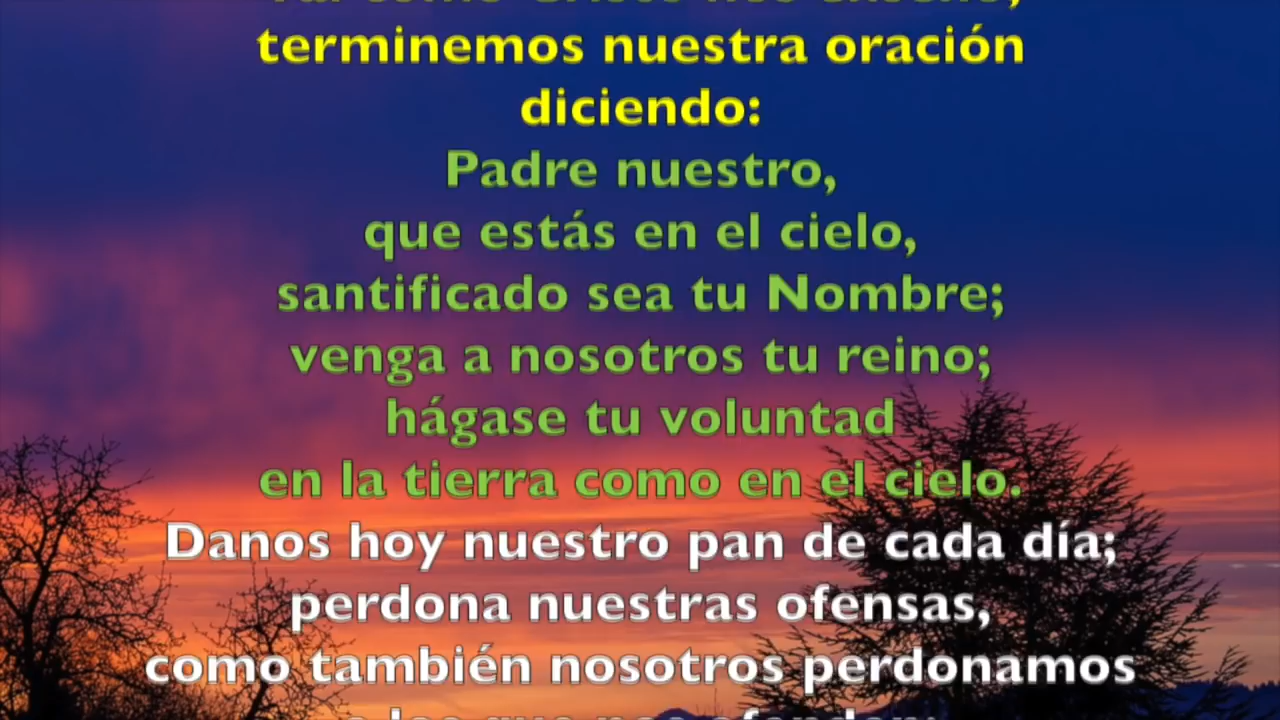 terminemos nuestra oración
diciendo:
Padre nuestro,
que estás en el cielo,
santificado sea tu Nombre;
venga a nosotros tu reino;
hágase tu voluntad
en la tierra como en el cielo.
Danos hoy nuestro pan de cada día;
perdona nuestras ofensas,
como también nosotros perdonamos